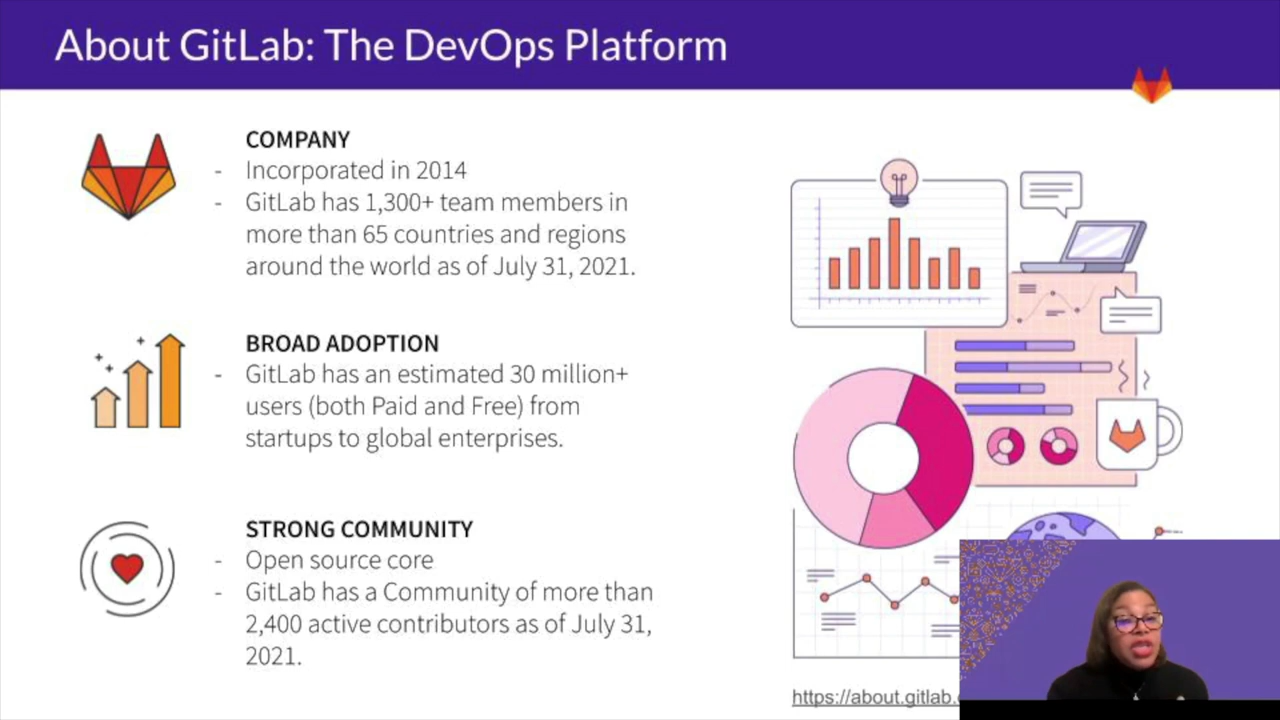 About GitLab: The DevOps Platform
COMPANY
- Incorporated in 2014
- GitLab has 1,300+ team members in
more than 65 countries and regions
around the world as of July 31, 2021.
BROAD ADOPTION
- GitLab has an estimated 30 million+
users (both Paid and Free) from
startups to global enterprises.
STRONG COMMUNITY
- Open source core
- GitLab has a Community of more than
2,400 active contributors as of July 31,
2021.
https://about.gitlab.